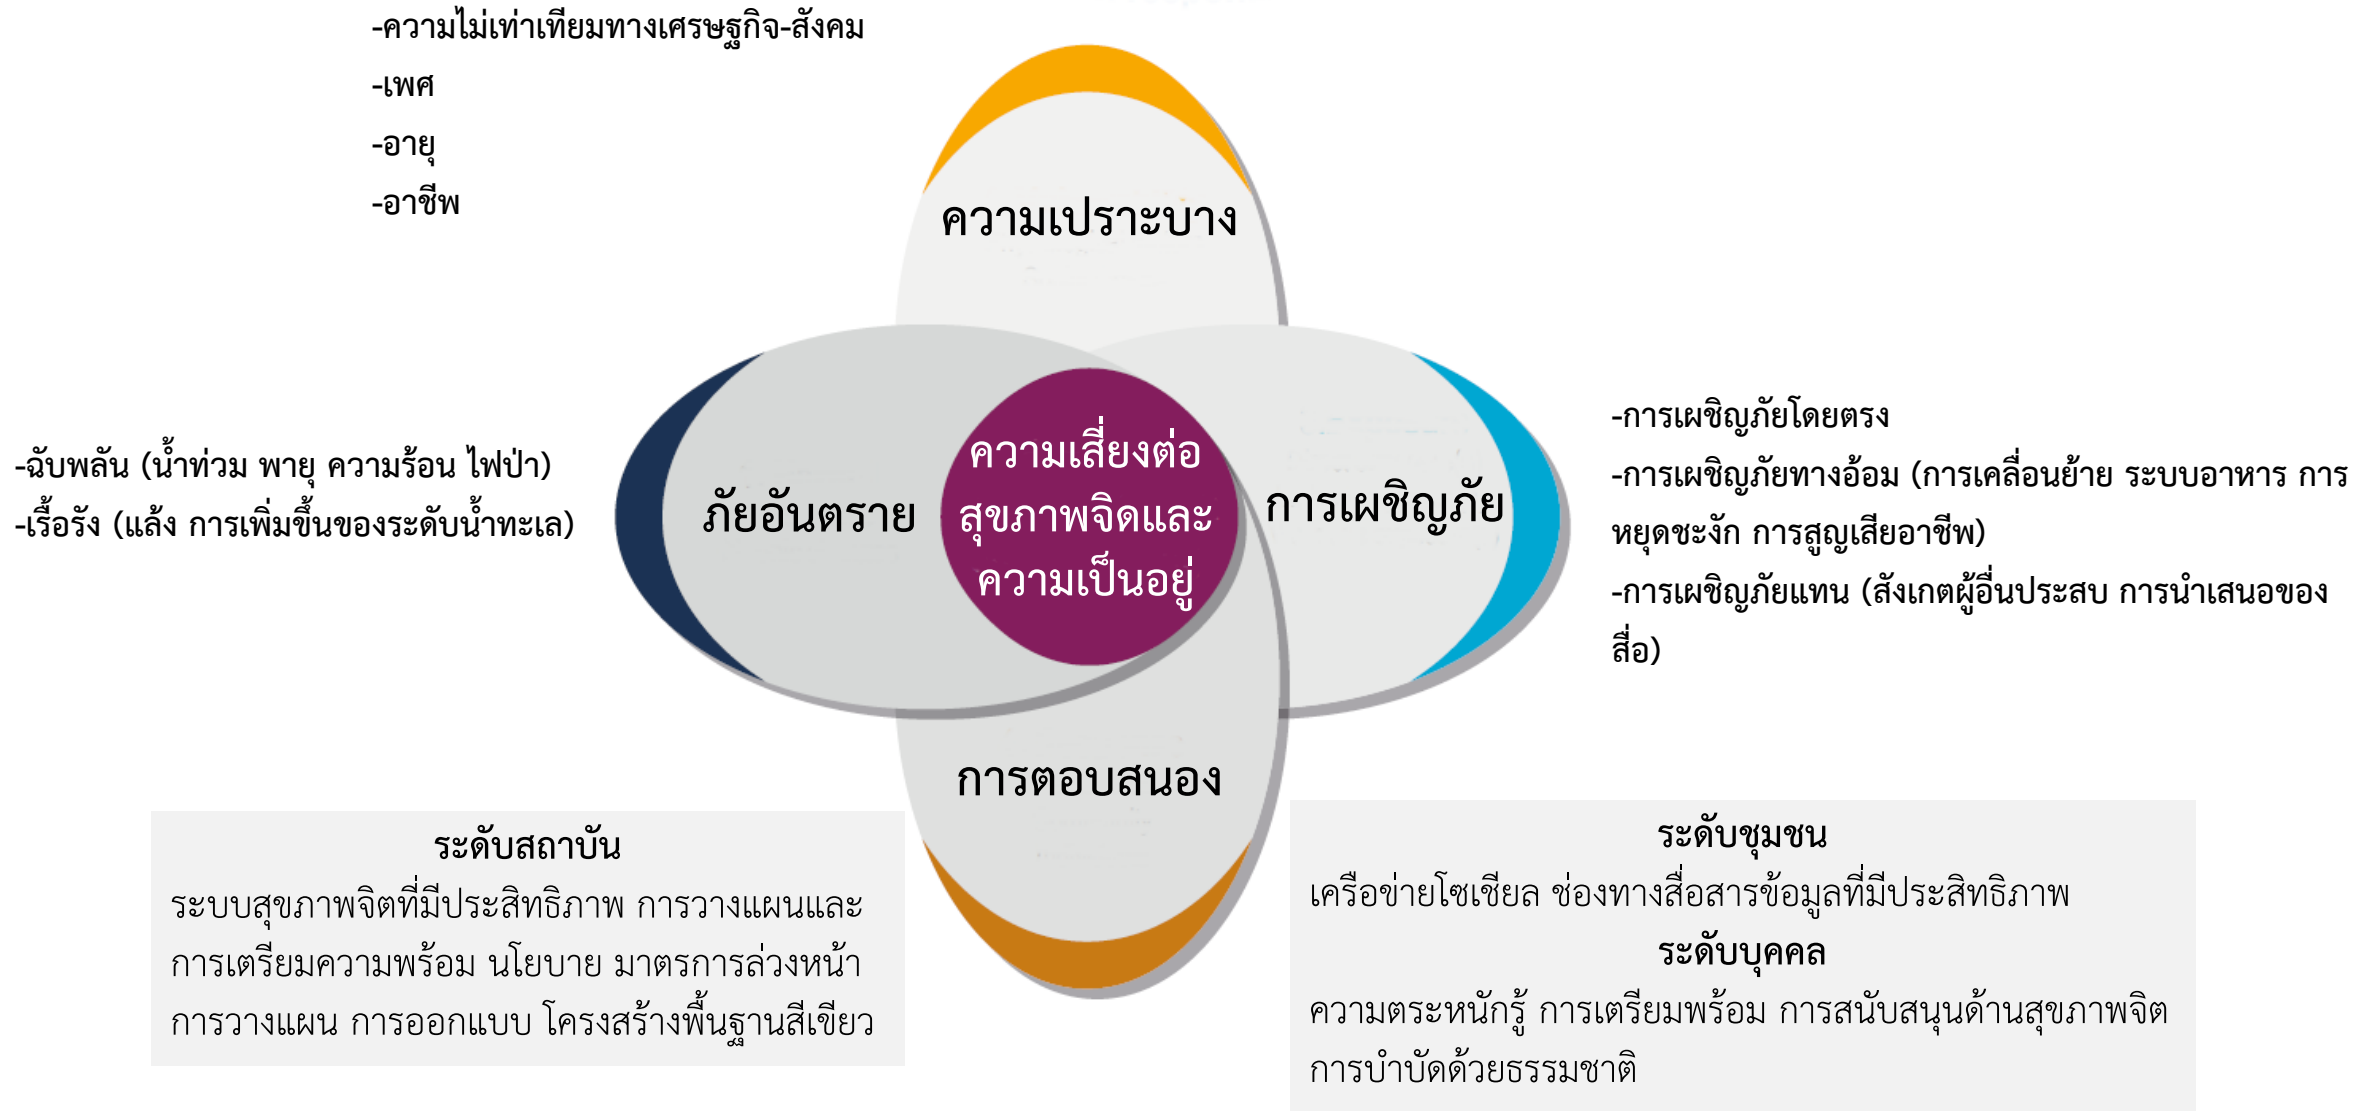 -ความไม่เท่าเทียมทางเศรษฐกิจ-สังคม
-เพศ
-อายุ
-อาชีพ
ความเปราะบาง
-ฉับพลัน (น้ำท่วม พายุ ความร้อน ไฟป่า)
-เรื้อรัง (แล้ง การเพิ่มขึ้นของระดับน้ำทะเล)
ภัยอันตราย
ความเสี่ยงต่อ
สุขภาพจิดและ
ความเป็นอยู่
การเผชิญภัย
-การเผชิญภัยโดยตรง
-การเผชิญภัยทางอ้อม (การเคลื่อนย้าย ระบบอาหาร การ
หยุดชะงัก การสูญเสียอาชีพ)
-การเผชิญภัยแทน (สังเกตผู้อื่นประสบ การนำเสนอของ
สื่อ)
การตอบสนอง
ระดับสถาบัน
ระบบสุขภาพจิตที่มีประสิทธิภาพ การวางแผนและ
การเตรียมความพร้อม นโยบาย มาตรการล่วงหน้า
การวางแผน การออกแบบ โครงสร้างพื้นฐานสีเขียว
ระดับชุมชน
เครือข่ายโซเชียล ช่องทางสื่อสารข้อมูลที่มีประสิทธิภาพ
ระดับบุคคล
ความตระหนักรู้ การเตรียมพร้อม การสนับสนุนด้านสุขภาพจิต
การบำบัดด้วยธรรมชาติ